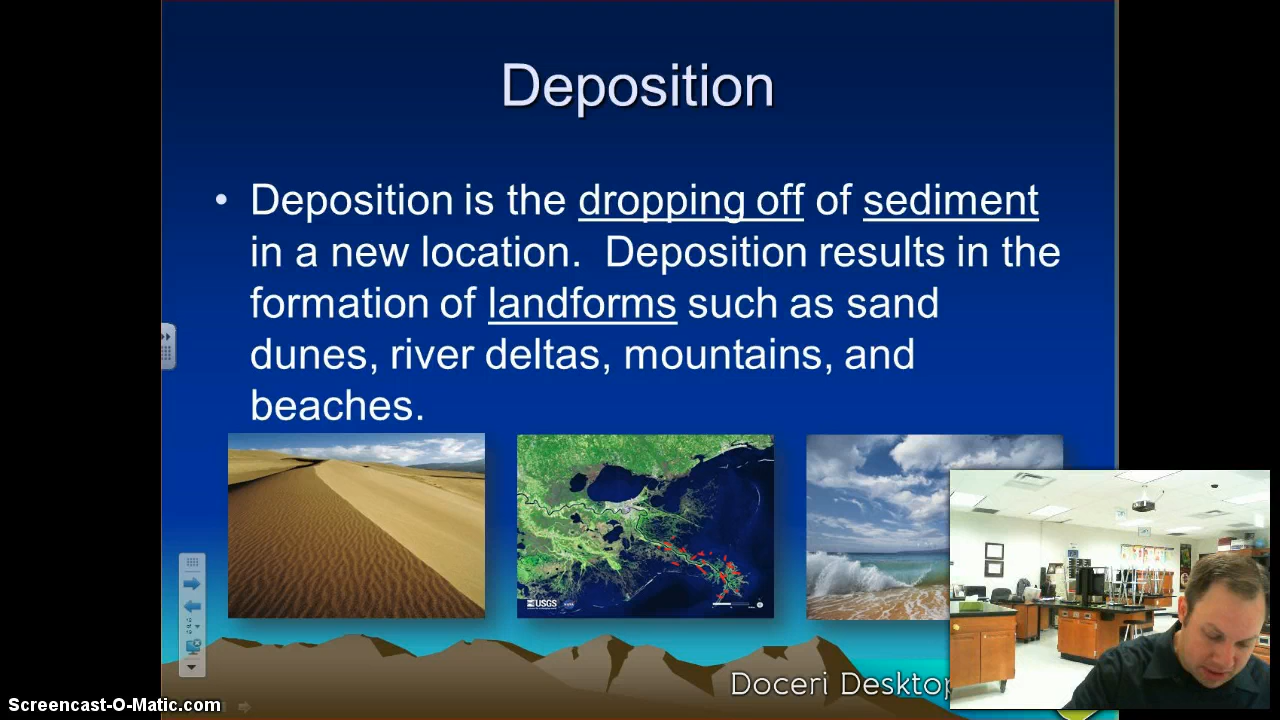 Deposition
• Deposition is the dropping off of sediment
in a new location.  Deposition results in the
formation of landforms such as sand
dunes, river deltas, mountains, and
beaches.
USGS
Doceri Desktop
Screencast-O-Matic.com